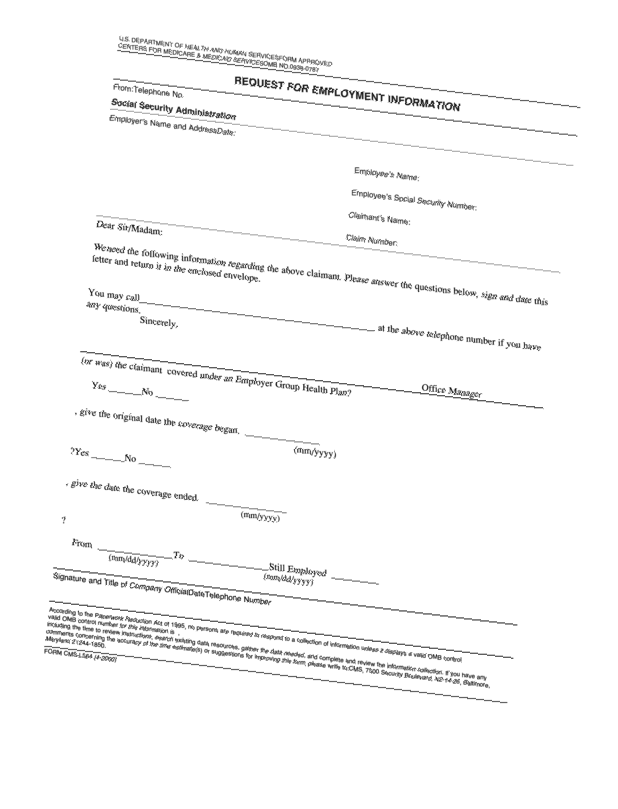 U.S. DEPARTMENT OF HEALTH AND HUMAN SERVICESFORM APPROVED
CENTERS FOR MEDICARE & MEDICAID SERVICESOMB NO.0938-0787
REQUEST FOR EMPLOYMENT INFORMATION
From:Telephone No.
Social Security Administration
Employer's Name and AddressDate:
Employee's Name:
Employee's Social Security Number:
Claimant's Name:
Claim Number:
Dear Sir/Madam:
We need the following information regarding the above claimant. Please answer the questions below, sign and date this
letter and return it in the enclosed envelope.
You may call at the above telephone number if you have
any questions.
Sincerely,
Office Manager
(or was) the claimant covered under an Employer Group Health Plan?
Yes ______No ______
, give the original date the coverage began. ____________
(mm/yyyy)
?Yes ______No ______
, give the date the coverage ended. ____________
(mm/yyyy)
?
From ____________To ____________Still Employed ________
(mm/dd/yyyy) (mm/dd/yyyy)
Signature and Title of Company OfficialDateTelephone Number
According to the Paperwork Reduction Act of 1995, no persons are required to respond to a collection of information unless it displays a valid OMB control
valid OMB control number for this information is ,
including the time to review instructions, search existing data resources, gather the data needed, and complete and review the information collection. If you have any
comments concerning the accuracy of the time estimate(s) or suggestions for improving this form, please write to:CMS, 7500 Security Boulevard, N2-14-26, Baltimore,
Maryland 21244-1850.
FORM CMS-L564 (4-2000)